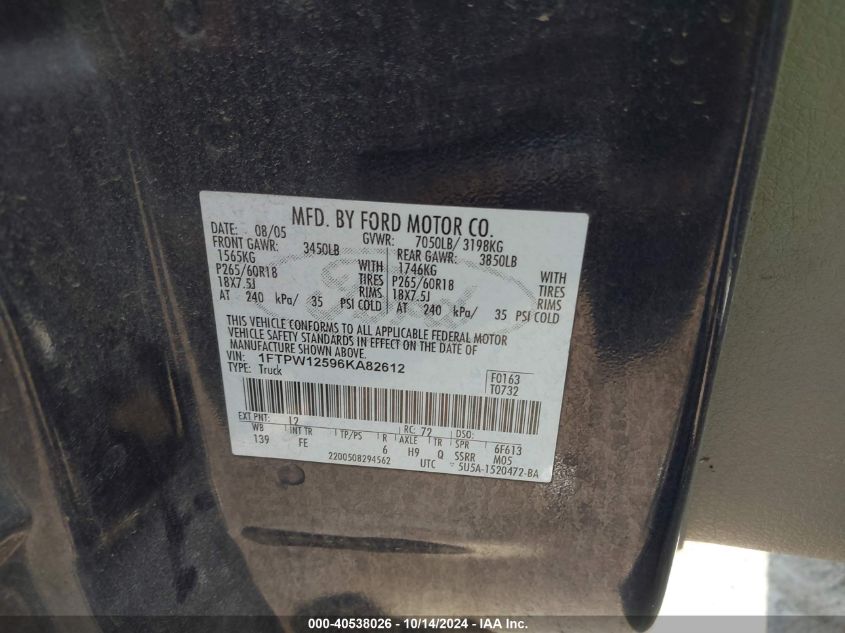 MFD. BY FORD MOTOR CO.
DATE: 08/05 GVWR: 7050LB/ 3198KG
FRONT GAWR: 3450LB REAR GAWR: 3850LB
1565KG WITH 1746KG WITH
P265/60R18 TIRES P265/60R18 TIRES
18X7.5J RIMS 18X7.5J RIMS
AT 240 kPa/ 35 PSI COLD AT 240 kPa/ 35 PSI COLD
THIS VEHICLE CONFORMS TO ALL APPLICABLE FEDERAL MOTOR
VEHICLE SAFETY STANDARDS IN EFFECT ON THE DATE OF
MANUFACTURE SHOWN ABOVE.
VIN: 1FTPW12596KA82612 F0163
TYPE: Truck T0732
EXT PNT: 12 RC: 72 DSO:
WB INT TR TP/PS R AXLE TR SPR 6F613
139 FE 6 H9 Q SSRR M05
2200508294562 UTC 5U5A-1520472-BA
Ford
000-40538026 - 10/14/2024 - IAA Inc.